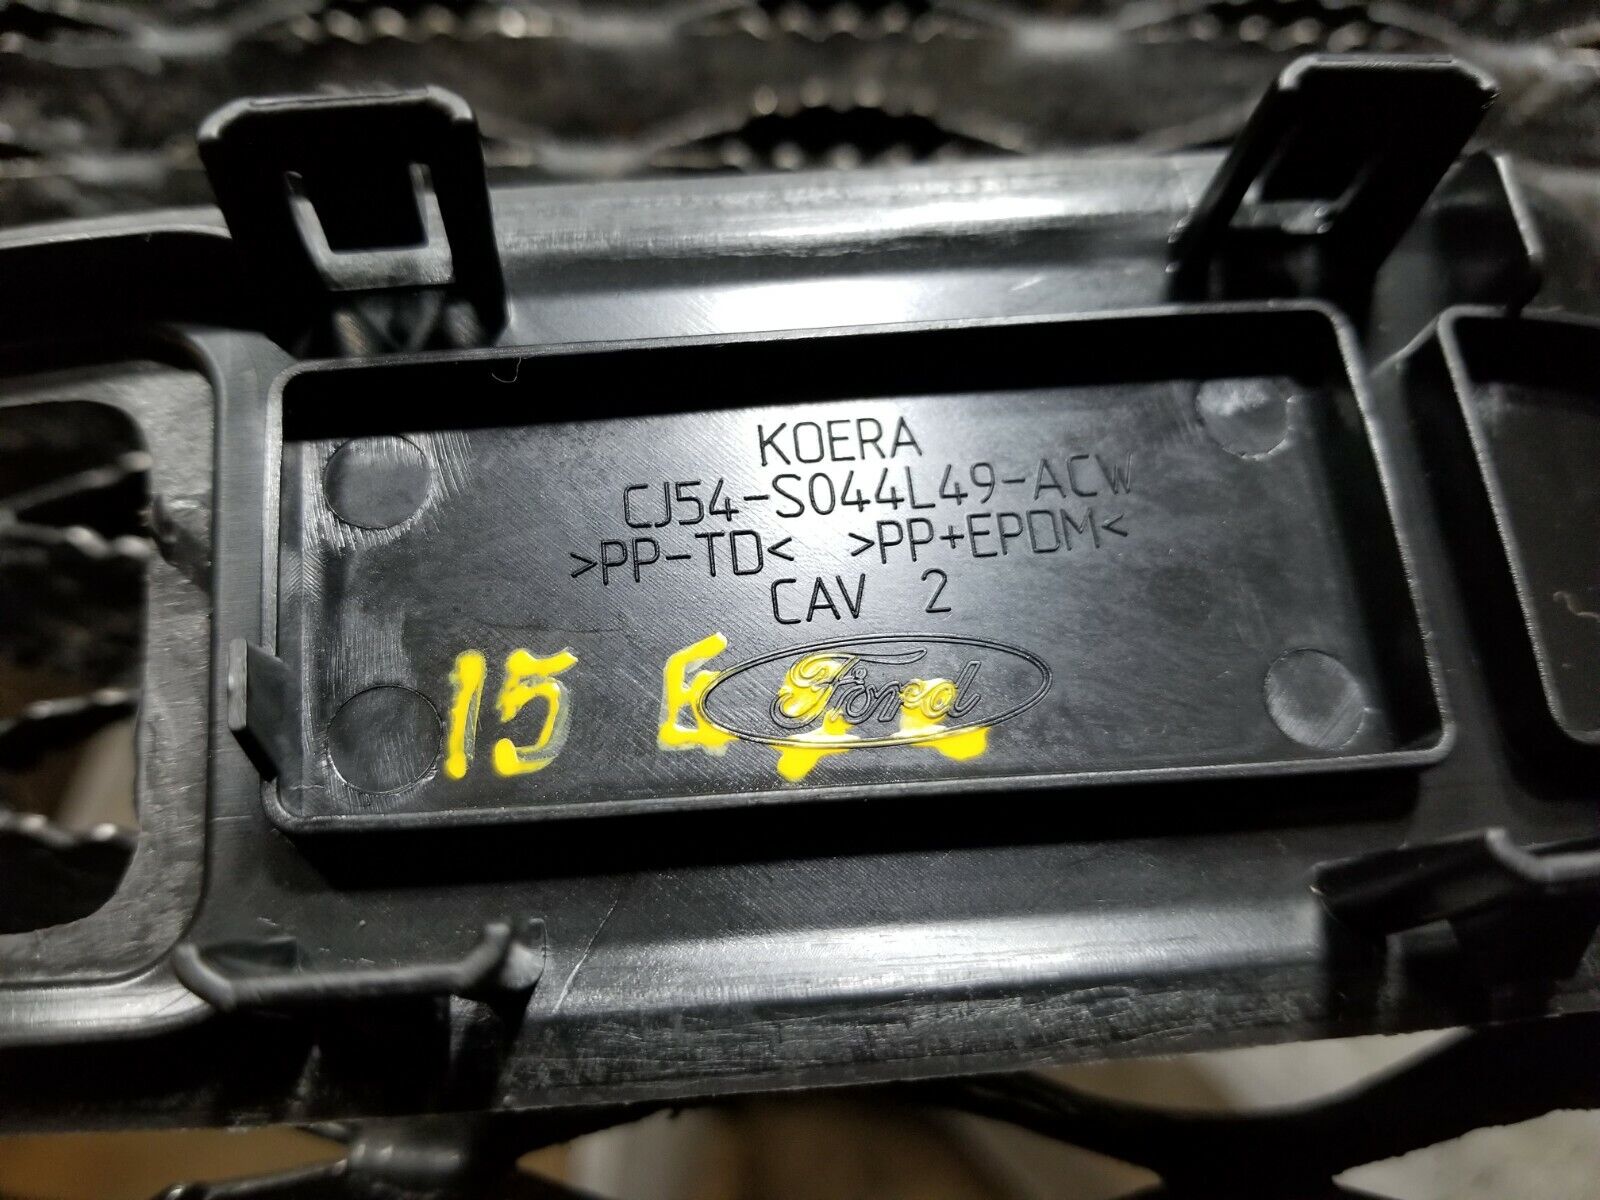 KOERA
CJ54-S044L49-ACW
>PP-TD< >PP+EPDM<
CAV 2
15 E
Ford